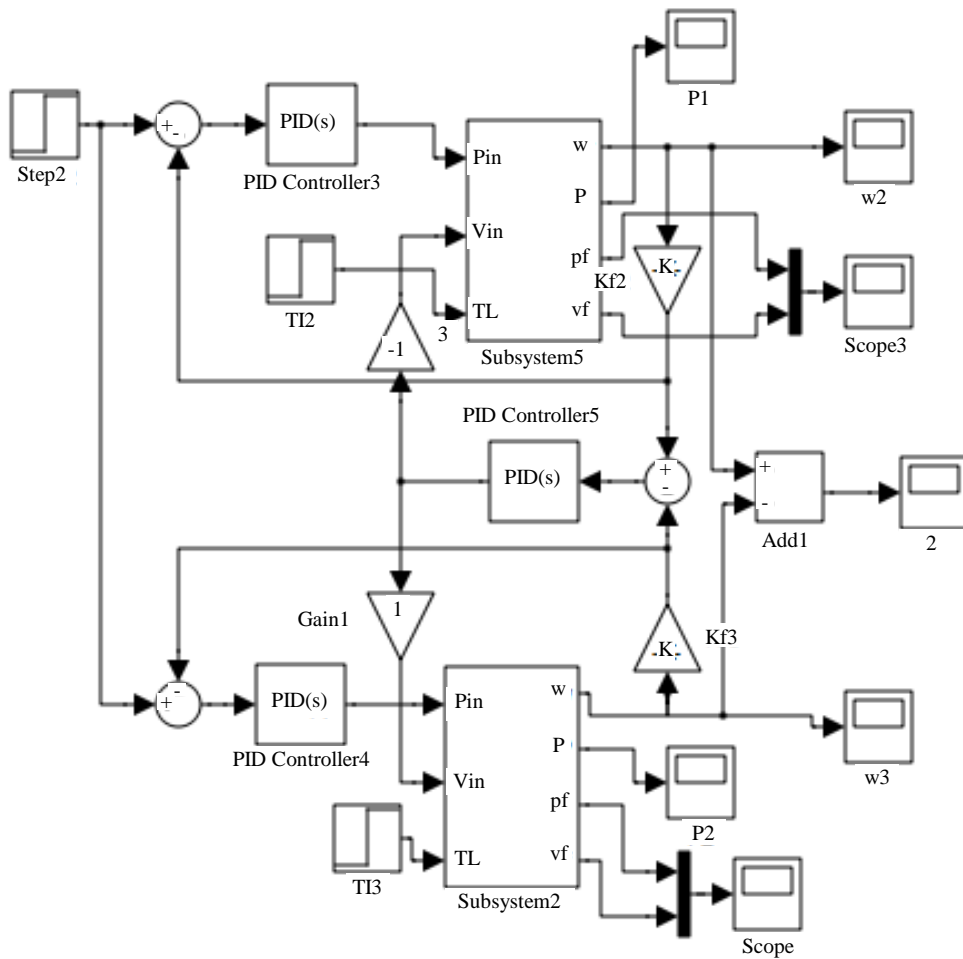 P1
+
-
PID(s)
Step2
PID Controller3
Pin
w
w2
P
Vin
pf
Kf2
-K-
TL
vf
TI2
3
-1
Subsystem5
Scope3
PID Controller5
PID(s)
+
-
+
-
Add1
2
Gain1
1
-K-
Kf3
-
+
PID(s)
PID Controller4
Pin
w
P
w3
Vin
pf
P2
TL
vf
TI3
Subsystem2
Scope